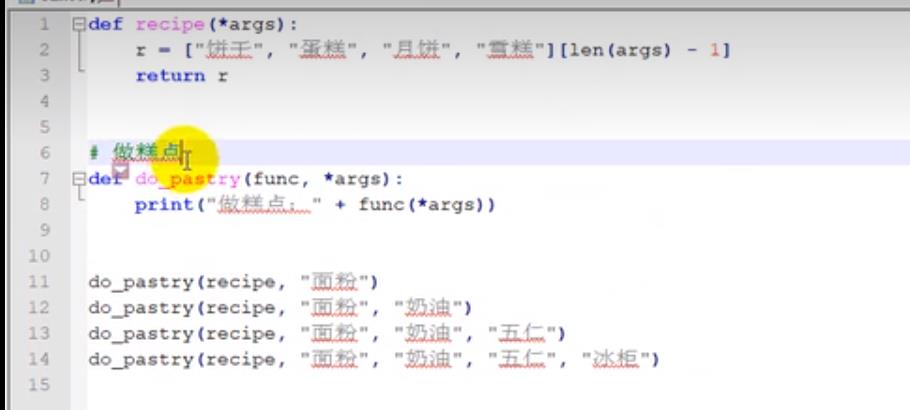 1 def recipe(*args):
2 r = ["饼干", "蛋糕", "月饼", "雪糕"][len(args) - 1]
3 return r
4
5
6 # 做糕点
7 def do_pastry(func, *args):
8 print("做糕点：" + func(*args))
9
10
11 do_pastry(recipe, "面粉")
12 do_pastry(recipe, "面粉", "奶油")
13 do_pastry(recipe, "面粉", "奶油", "五仁")
14 do_pastry(recipe, "面粉", "奶油", "五仁", "冰柜")
15